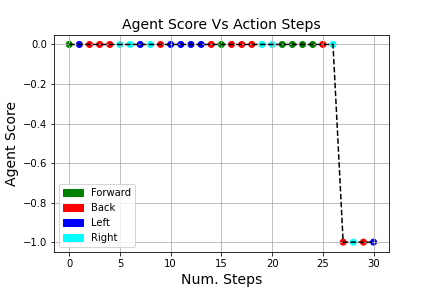 Agent Score Vs Action Steps
Agent Score
0.0
−0.2
−0.4
−0.6
−0.8
−1.0
Forward
Back
Left
Right
0 5 10 15 20 25 30
Num. Steps